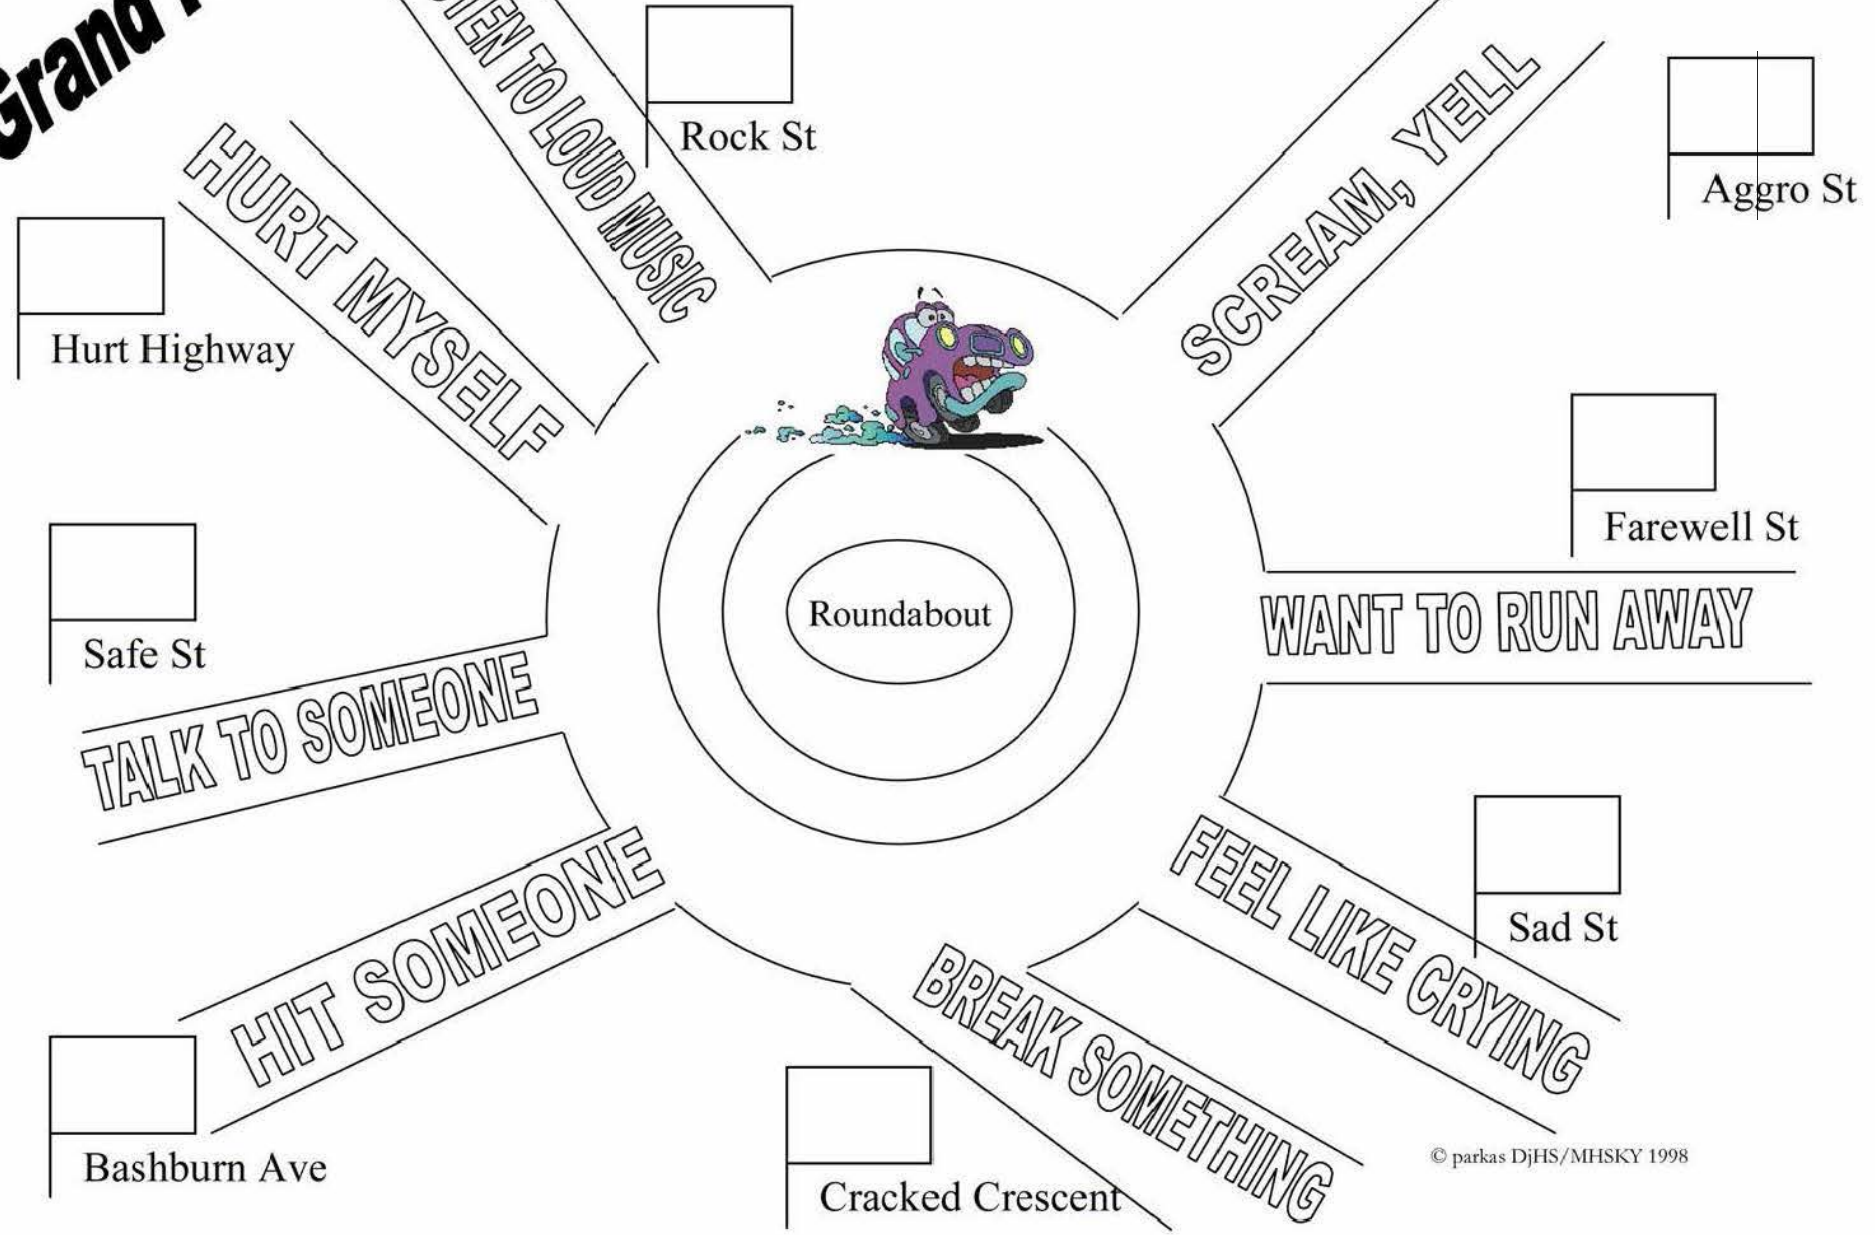 Grand
TEN TO LOUD MUSIC
Rock St
SCREAM, YELL
Aggro St
HURT MYSELF
Hurt Highway
Farewell St
Safe St
Roundabout
WANT TO RUN AWAY
TALK TO SOMEONE
FEEL LIKE CRYING
Sad St
HIT SOMEONE
BREAK SOMETHING
Bashburn Ave
Cracked Crescent
© parkas DjHS/MHSKY 1998